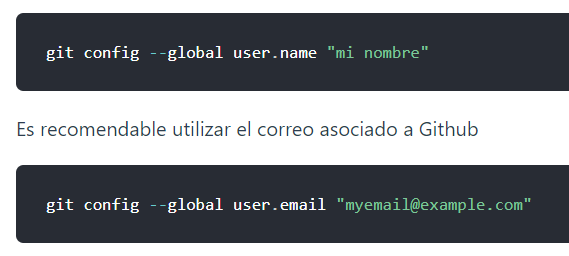 git config --global user.name "mi nombre"
Es recomendable utilizar el correo asociado a Github
git config --global user.email "myemail@example.com"